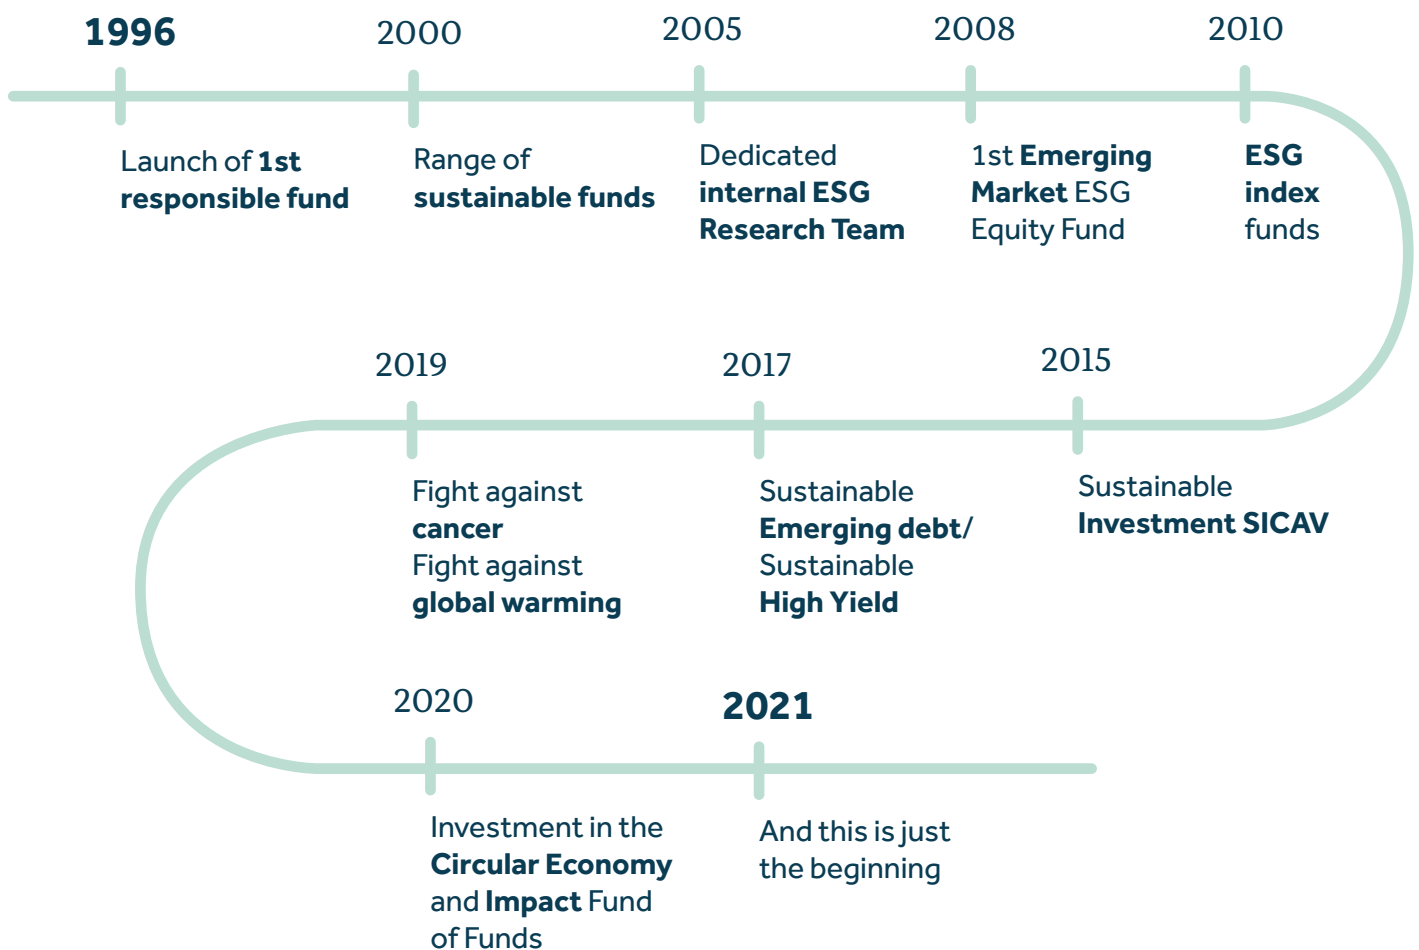 1996
Launch of 1st
responsible fund
2000
Range of
sustainable funds
2005
Dedicated
internal ESG
Research Team
2008
1st Emerging
Market ESG
Equity Fund
2010
ESG
index
funds
2015
Sustainable
Investment SICAV
2017
Sustainable
Emerging debt/
Sustainable
High Yield
2019
Fight against
cancer
Fight against
global warming
2020
Investment in the
Circular Economy
and Impact Fund
of Funds
2021
And this is just
the beginning